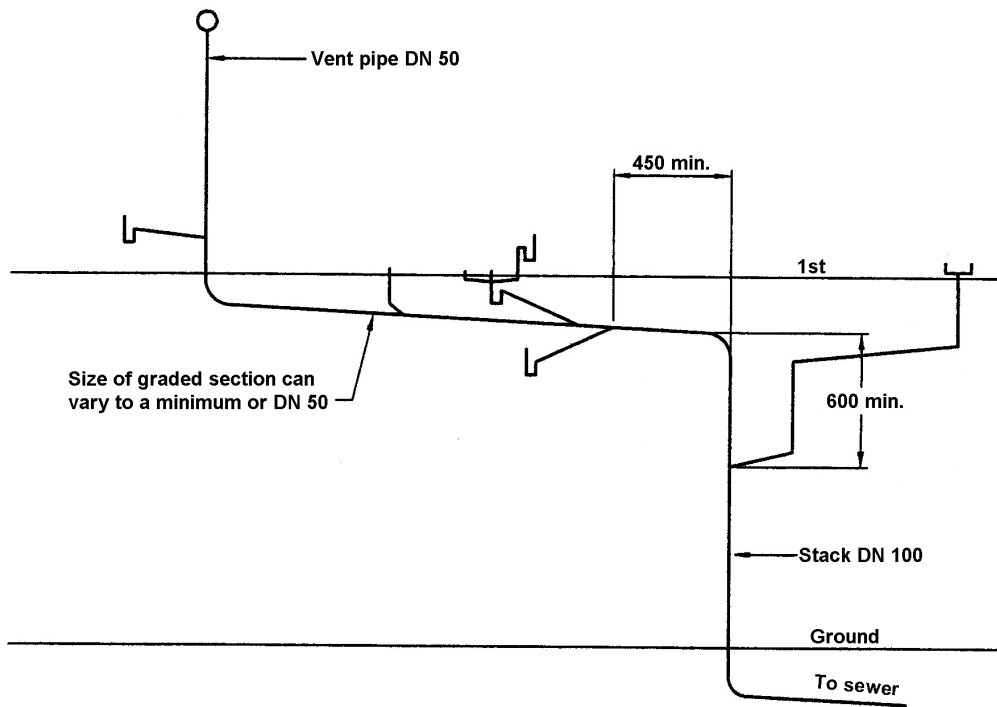 Vent pipe DN 50
450 min.
1st
Size of graded section can
vary to a minimum or DN 50
600 min.
Stack DN 100
Ground
To sewer